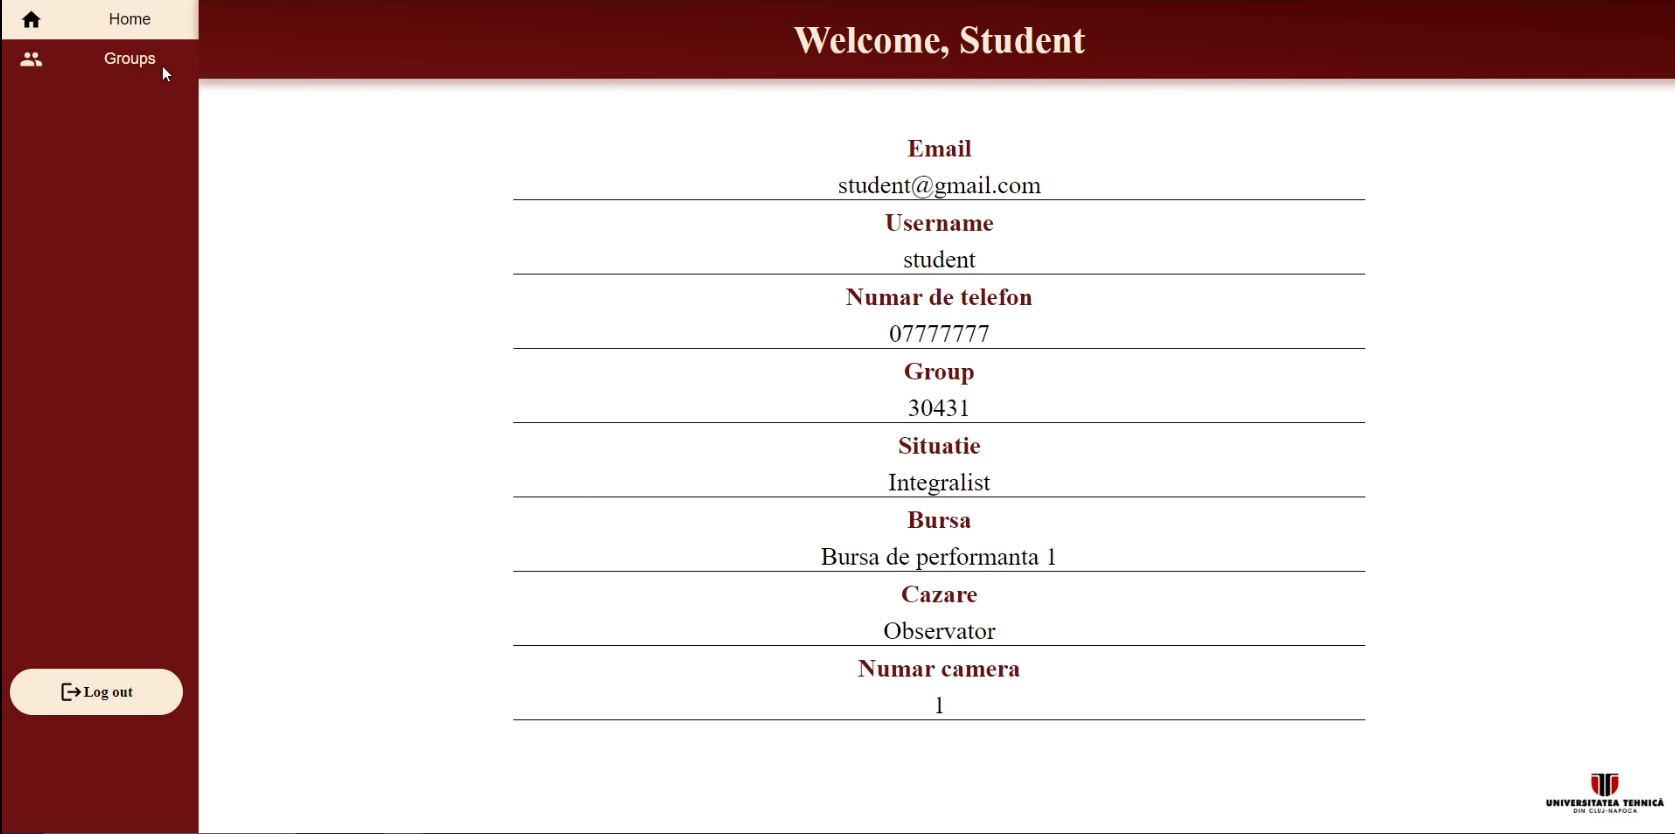 Home
Groups
Welcome, Student
Email
student@gmail.com
Username
student
Numar de telefon
07777777
Group
30431
Situatie
Integralist
Bursa
Bursa de performanta 1
Cazare
Observator
Numar camera
1
Log out
UNIVERSITATEA TEHNICĂ
DIN CLUJ-NAPOCA